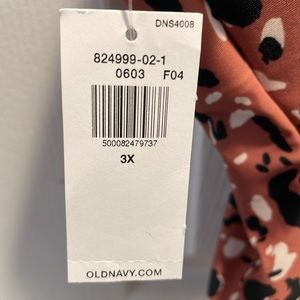 DNS4008
824999-02-1
0603 F04
500082479737
3X
OLDNAVY.COM